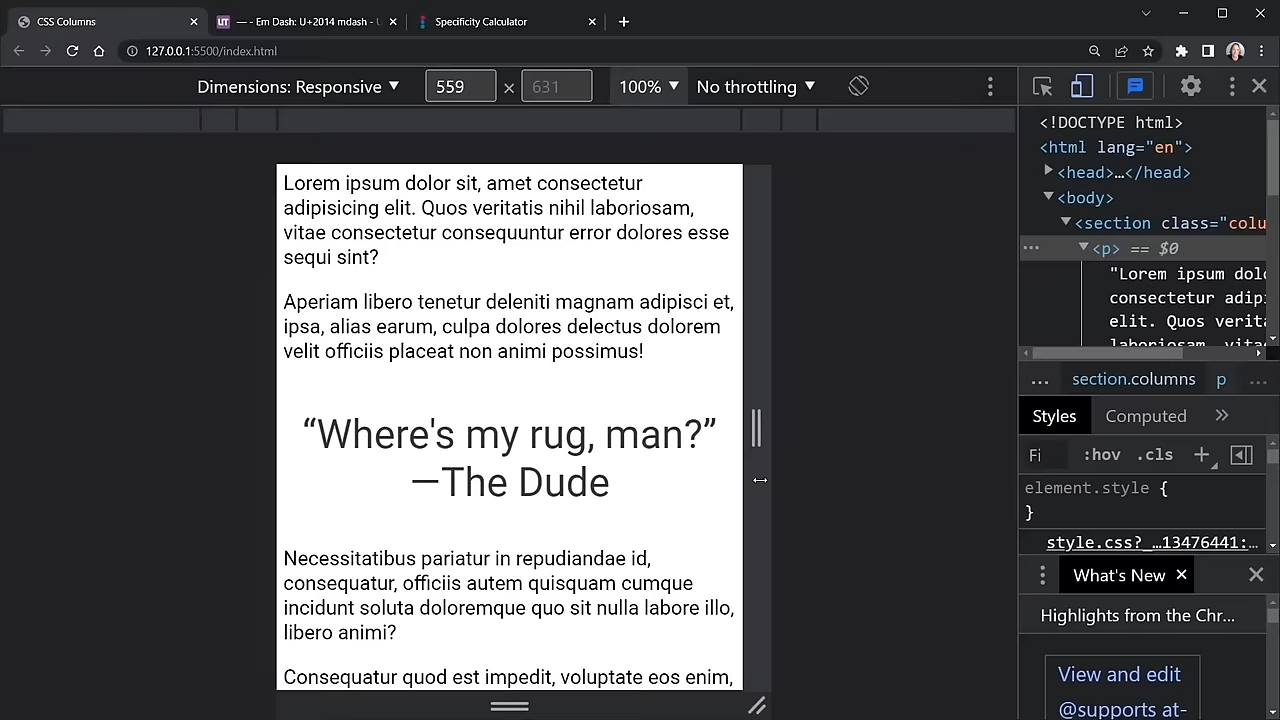 CSS Columns
— - Em Dash: U+2014 mdash - U
Specificity Calculator
127.0.0.1:5500/index.html
Dimensions: Responsive
559 × 631
100%
No throttling
Lorem ipsum dolor sit, amet consectetur
adipisicing elit. Quos veritatis nihil laboriosam,
vitae consectetur consequuntur error dolores esse
sequi sint?
Aperiam libero tenetur deleniti magnam adipisci et,
ipsa, alias earum, culpa dolores delectus dolorem
velit officiis placeat non animi possimus!
“Where's my rug, man?”
—The Dude
Necessitatibus pariatur in repudiandae id,
consequatur, officiis autem quisquam cumque
incidunt soluta doloremque quo sit nulla labore illo,
libero animi?
Consequatur quod est impedit, voluptate eos enim,
<!DOCTYPE html>
<html lang="en">
<head>…</head>
<body>
<section class="colu
<p> == $0
"Lorem ipsum dolo
consectetur adipi
elit. Quos verita
... section.columns p ...
Styles Computed
Fi :hov .cls
element.style {
}
style.css?_…13476441:…
What's New
Highlights from the Chr...
View and edit
@supports at-